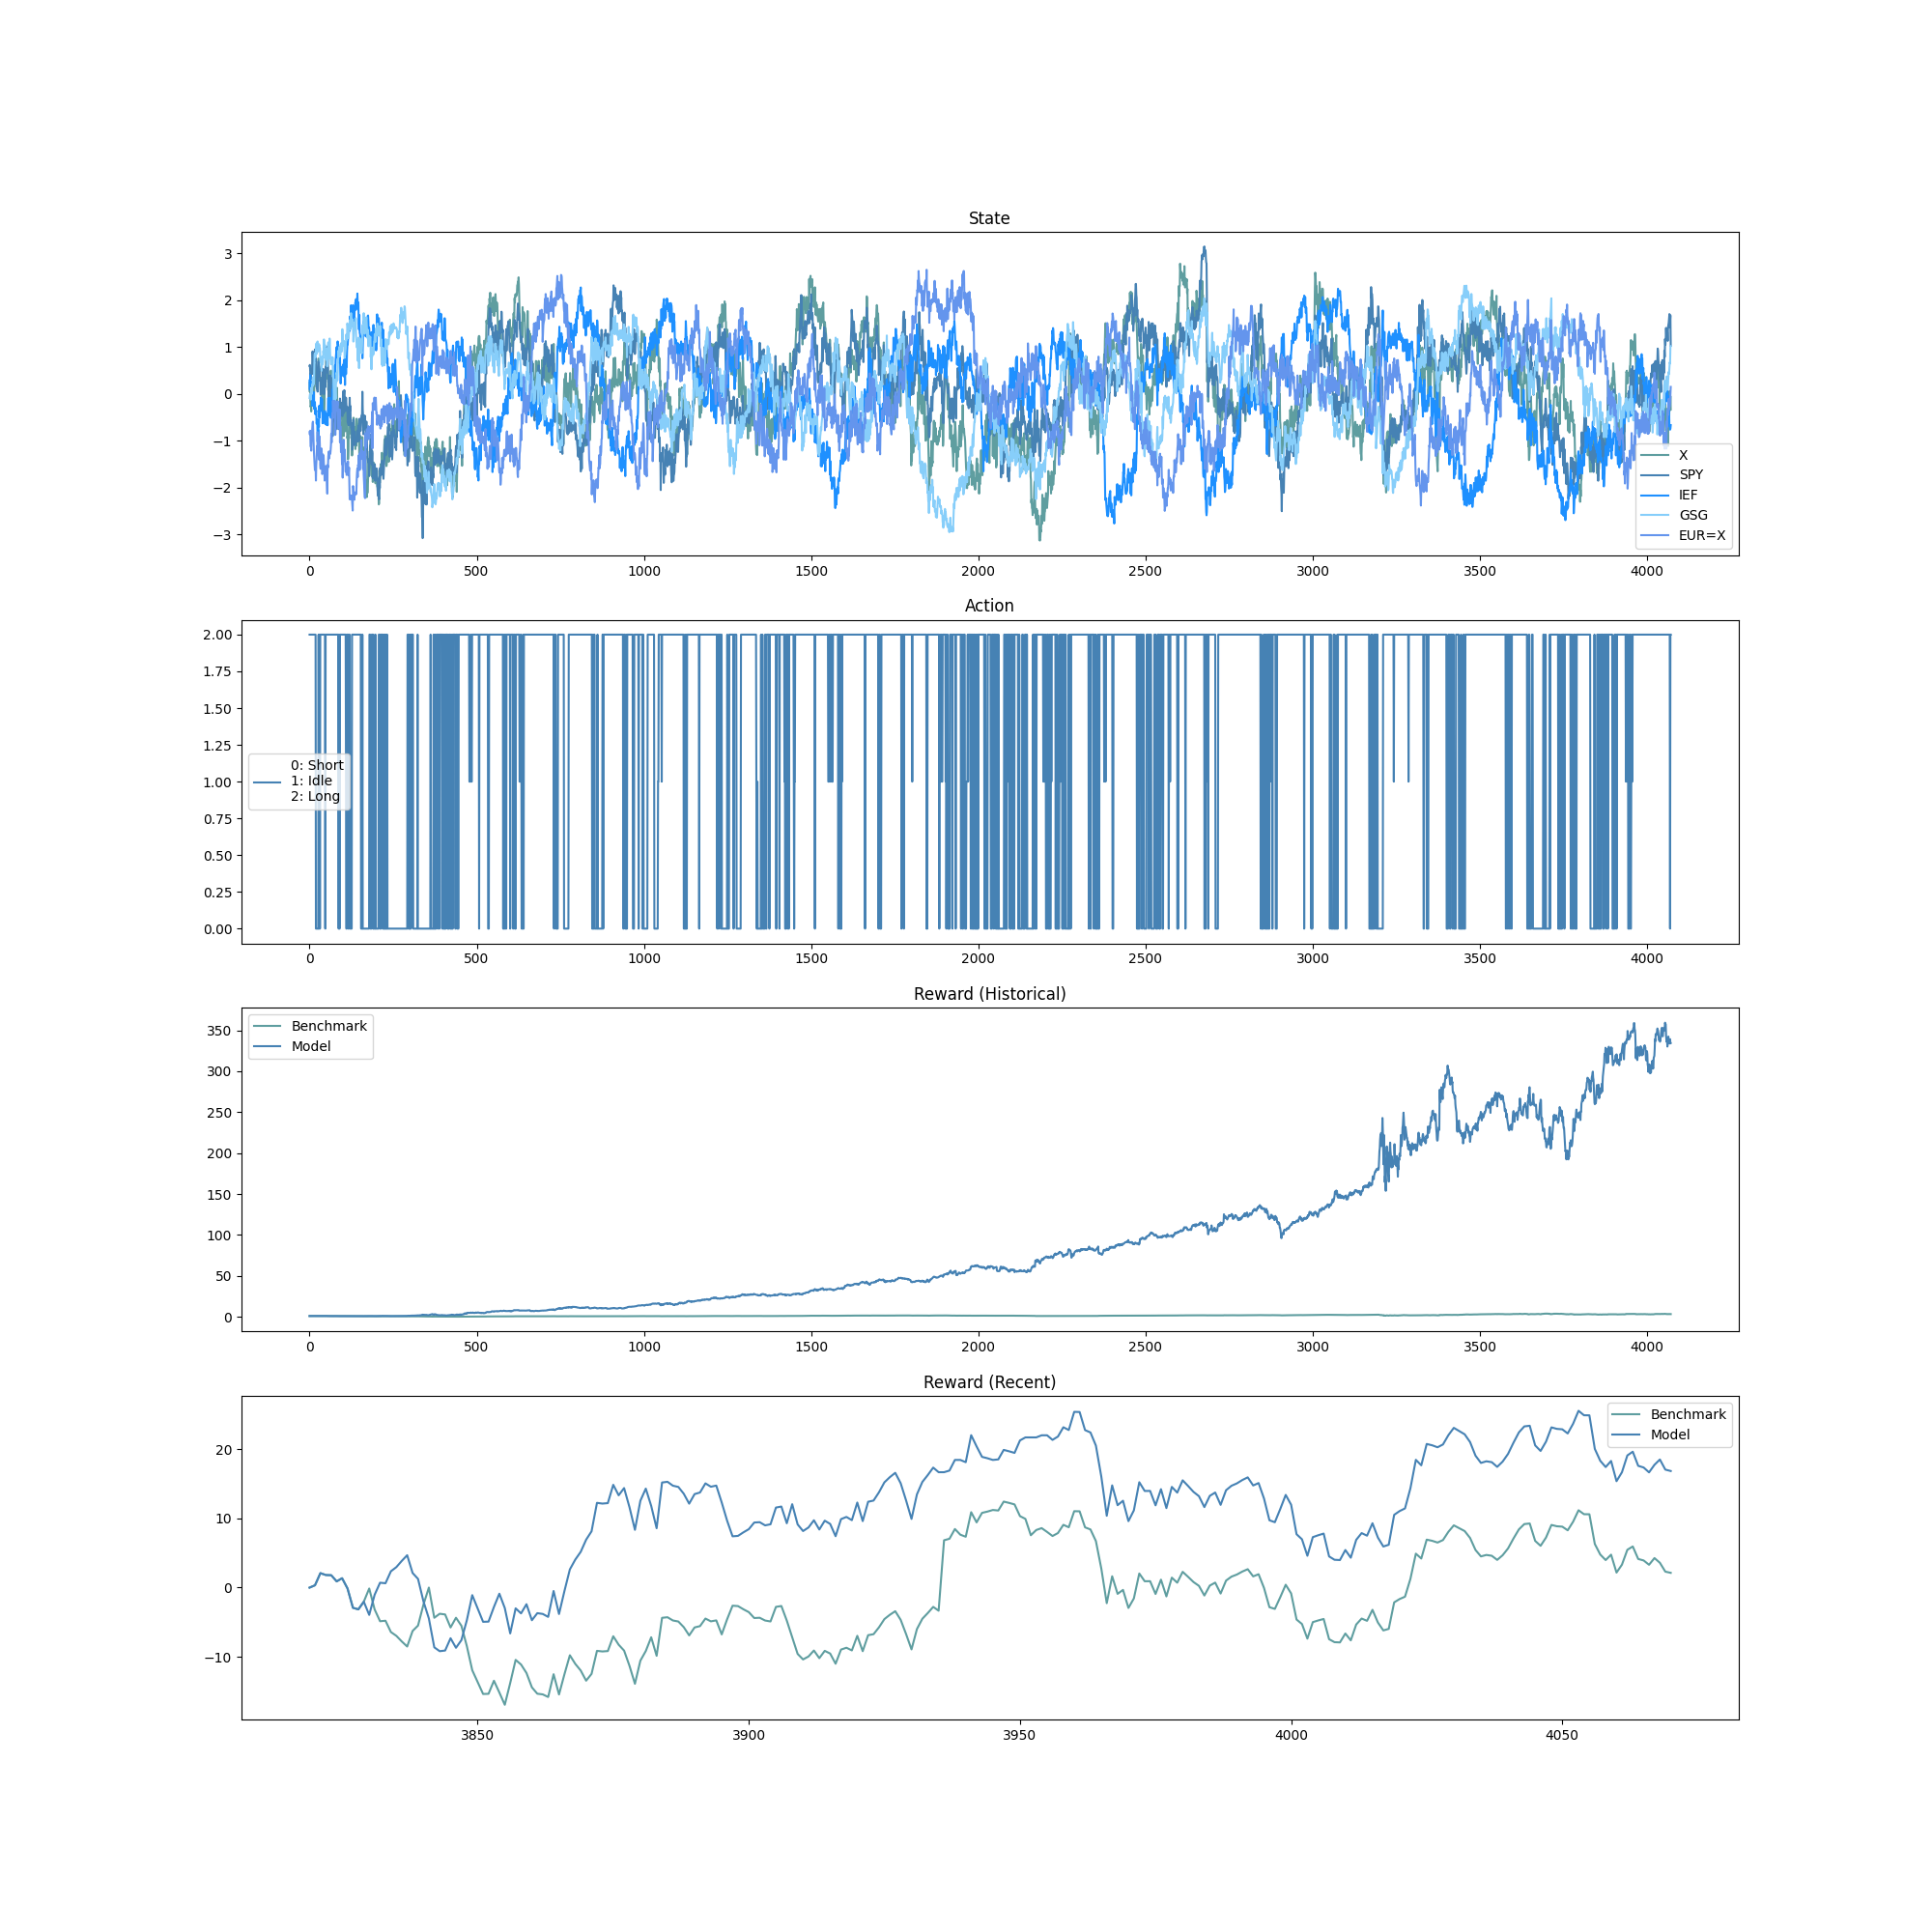 State
3
2
1
0
−1
−2
−3
X
SPY
IEF
GSG
EUR=X
0 500 1000 1500 2000 2500 3000 3500 4000
Action
2.00
1.75
1.50
1.25
1.00
0.75
0.50
0.25
0.00
0: Short
1: Idle
2: Long
0 500 1000 1500 2000 2500 3000 3500 4000
Reward (Historical)
Benchmark
Model
350
300
250
200
150
100
50
0
0 500 1000 1500 2000 2500 3000 3500 4000
Reward (Recent)
Benchmark
Model
20
10
0
−10
3850 3900 3950 4000 4050